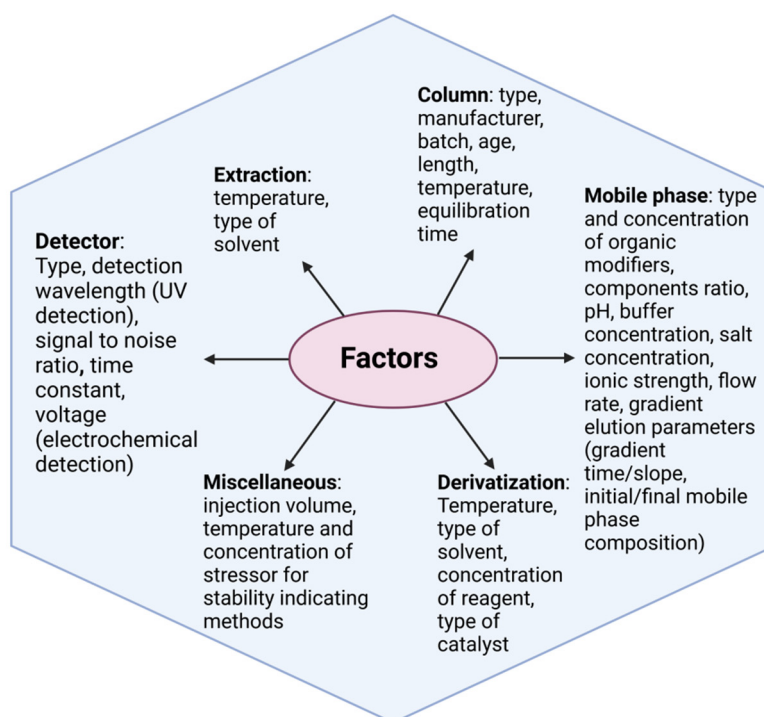 Column: type,
manufacturer,
batch, age,
length,
temperature,
equilibration
time
Extraction:
temperature,
type of
solvent
Mobile phase: type
and concentration
of organic
modifiers,
components ratio,
pH, buffer
concentration, salt
concentration,
ionic strength, flow
rate, gradient
elution parameters
(gradient
time/slope,
initial/final mobile
phase
composition)
Detector:
Type, detection
wavelength (UV
detection),
signal to noise
ratio, time
constant,
voltage
(electrochemical
detection)
Factors
Miscellaneous:
injection volume,
temperature and
concentration of
stressor for
stability indicating
methods
Derivatization:
Temperature,
type of
solvent,
concentration
of reagent,
type of
catalyst